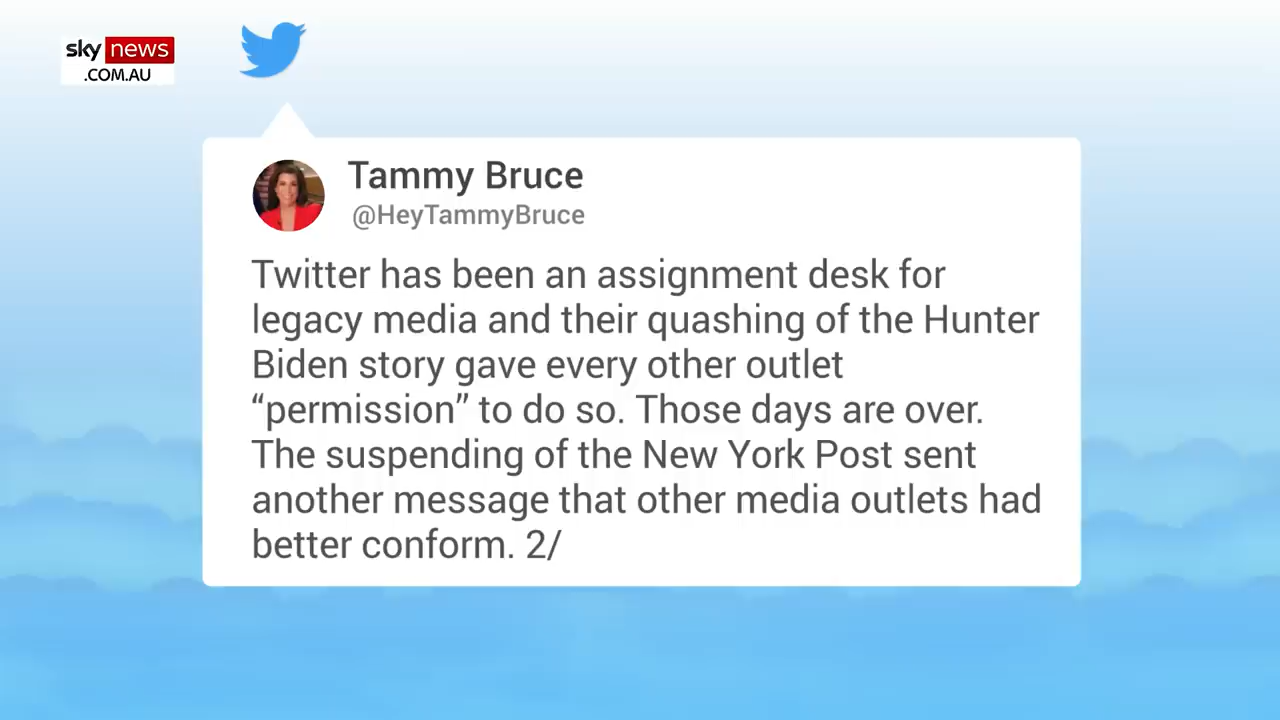 sky news
.COM.AU
Tammy Bruce
@HeyTammyBruce
Twitter has been an assignment desk for
legacy media and their quashing of the Hunter
Biden story gave every other outlet
“permission” to do so. Those days are over.
The suspending of the New York Post sent
another message that other media outlets had
better conform. 2/